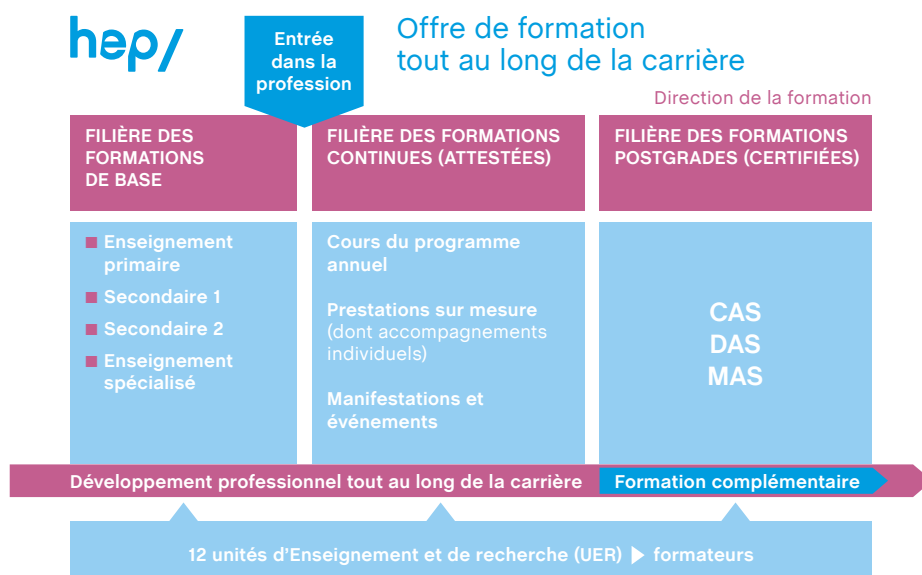 hep/
Entrée
dans la
profession
Offre de formation
tout au long de la carrière
Direction de la formation
FILIÈRE DES
FORMATIONS
DE BASE
FILIÈRE DES FORMATIONS
CONTINUES (ATTESTÉES)
FILIÈRE DES FORMATIONS
POSTGRADES (CERTIFIÉES)
Enseignement
primaire
Secondaire 1
Secondaire 2
Enseignement
spécialisé
Cours du programme
annuel
Prestations sur mesure
(dont accompagnements
individuels)
Manifestations et
événements
CAS
DAS
MAS
Développement professionnel tout au long de la carrière
Formation complémentaire
12 unités d'Enseignement et de recherche (UER) ▶ formateurs